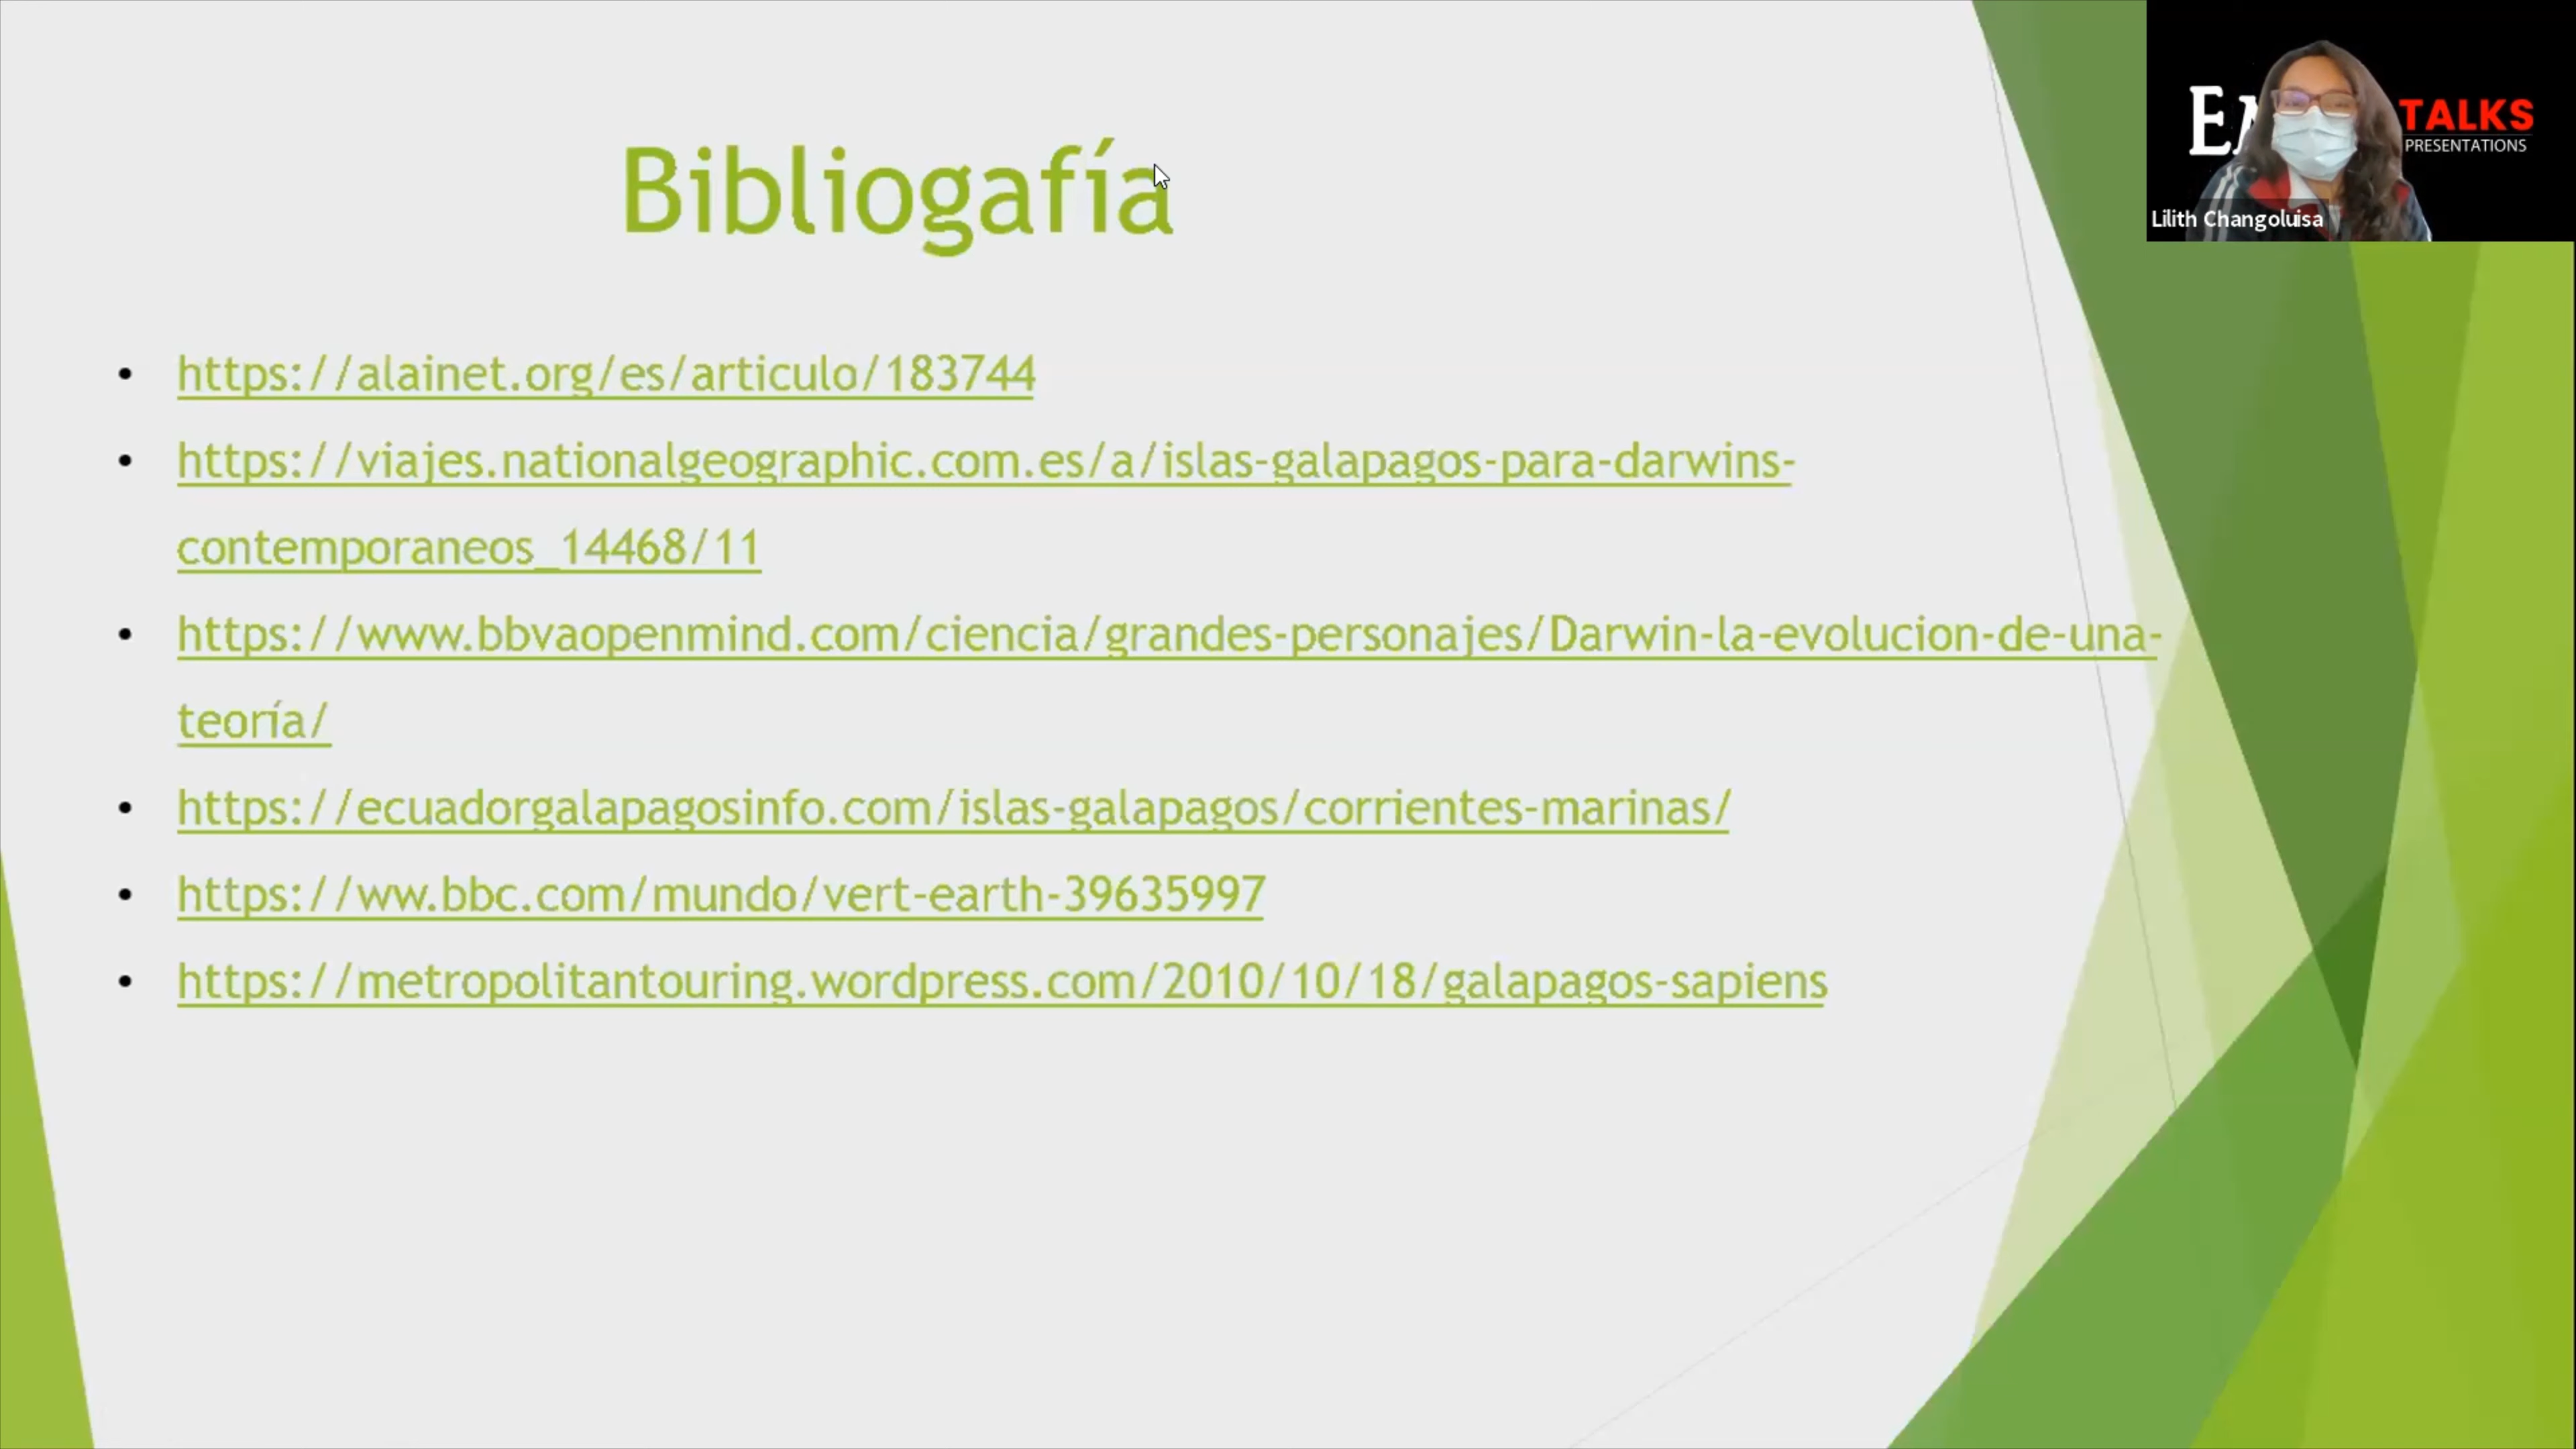 Bibliogafía
https://alainet.org/es/articulo/183744
https://viajes.nationalgeographic.com.es/a/islas-galapagos-para-darwins-
contemporaneos_14468/11
https://www.bbvaopenmind.com/ciencia/grandes-personajes/Darwin-la-evolucion-de-una-
teoría/
https://ecuadorgalapagosinfo.com/islas-galapagos/corrientes-marinas/
https://ww.bbc.com/mundo/vert-earth-39635997
https://metropolitantouring.wordpress.com/2010/10/18/galapagos-sapiens
TALKS
PRESENTATIONS
Lilith Changoluisa